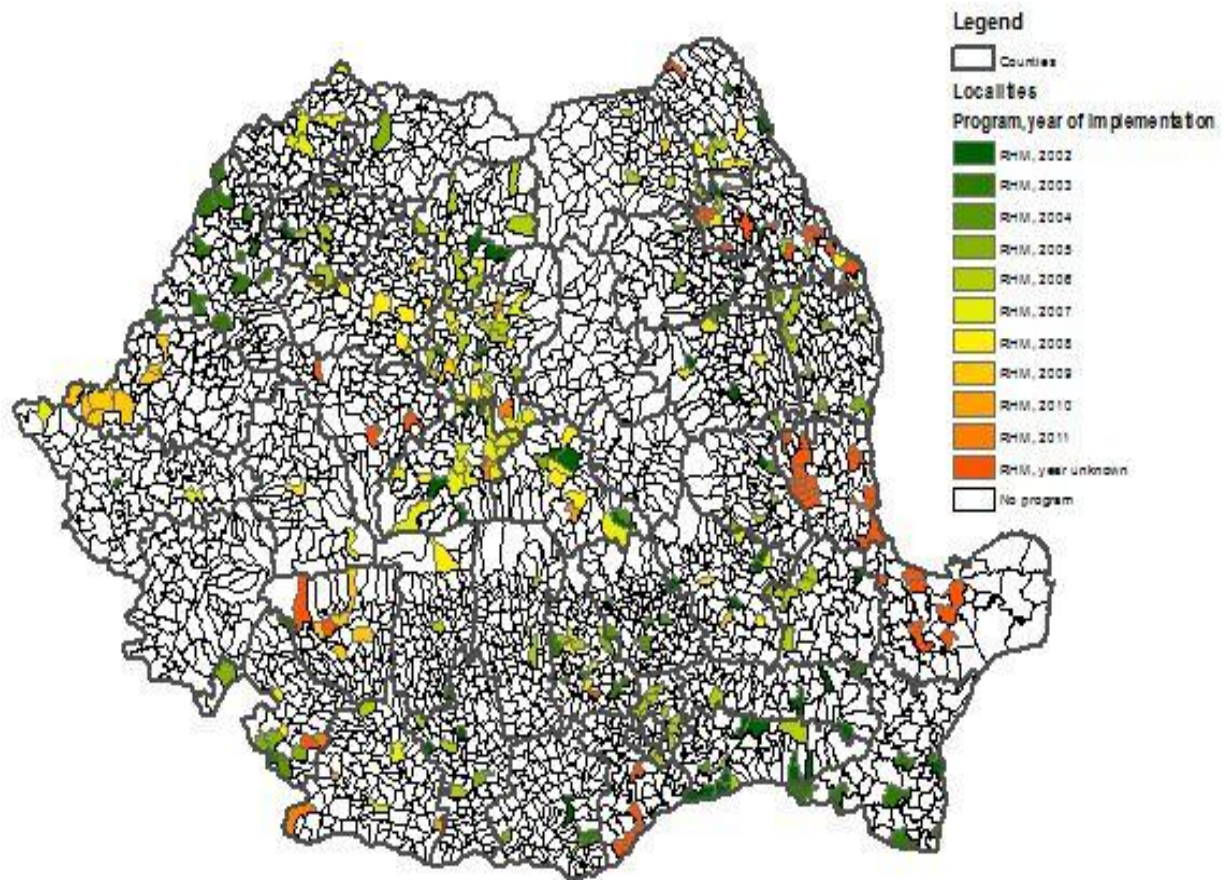 Legend
Counties
Localities
Program, year of implementation
RHM, 2002
RHM, 2003
RHM, 2004
RHM, 2005
RHM, 2006
RHM, 2007
RHM, 2008
RHM, 2009
RHM, 2010
RHM, 2011
RHM, year unknown
No program